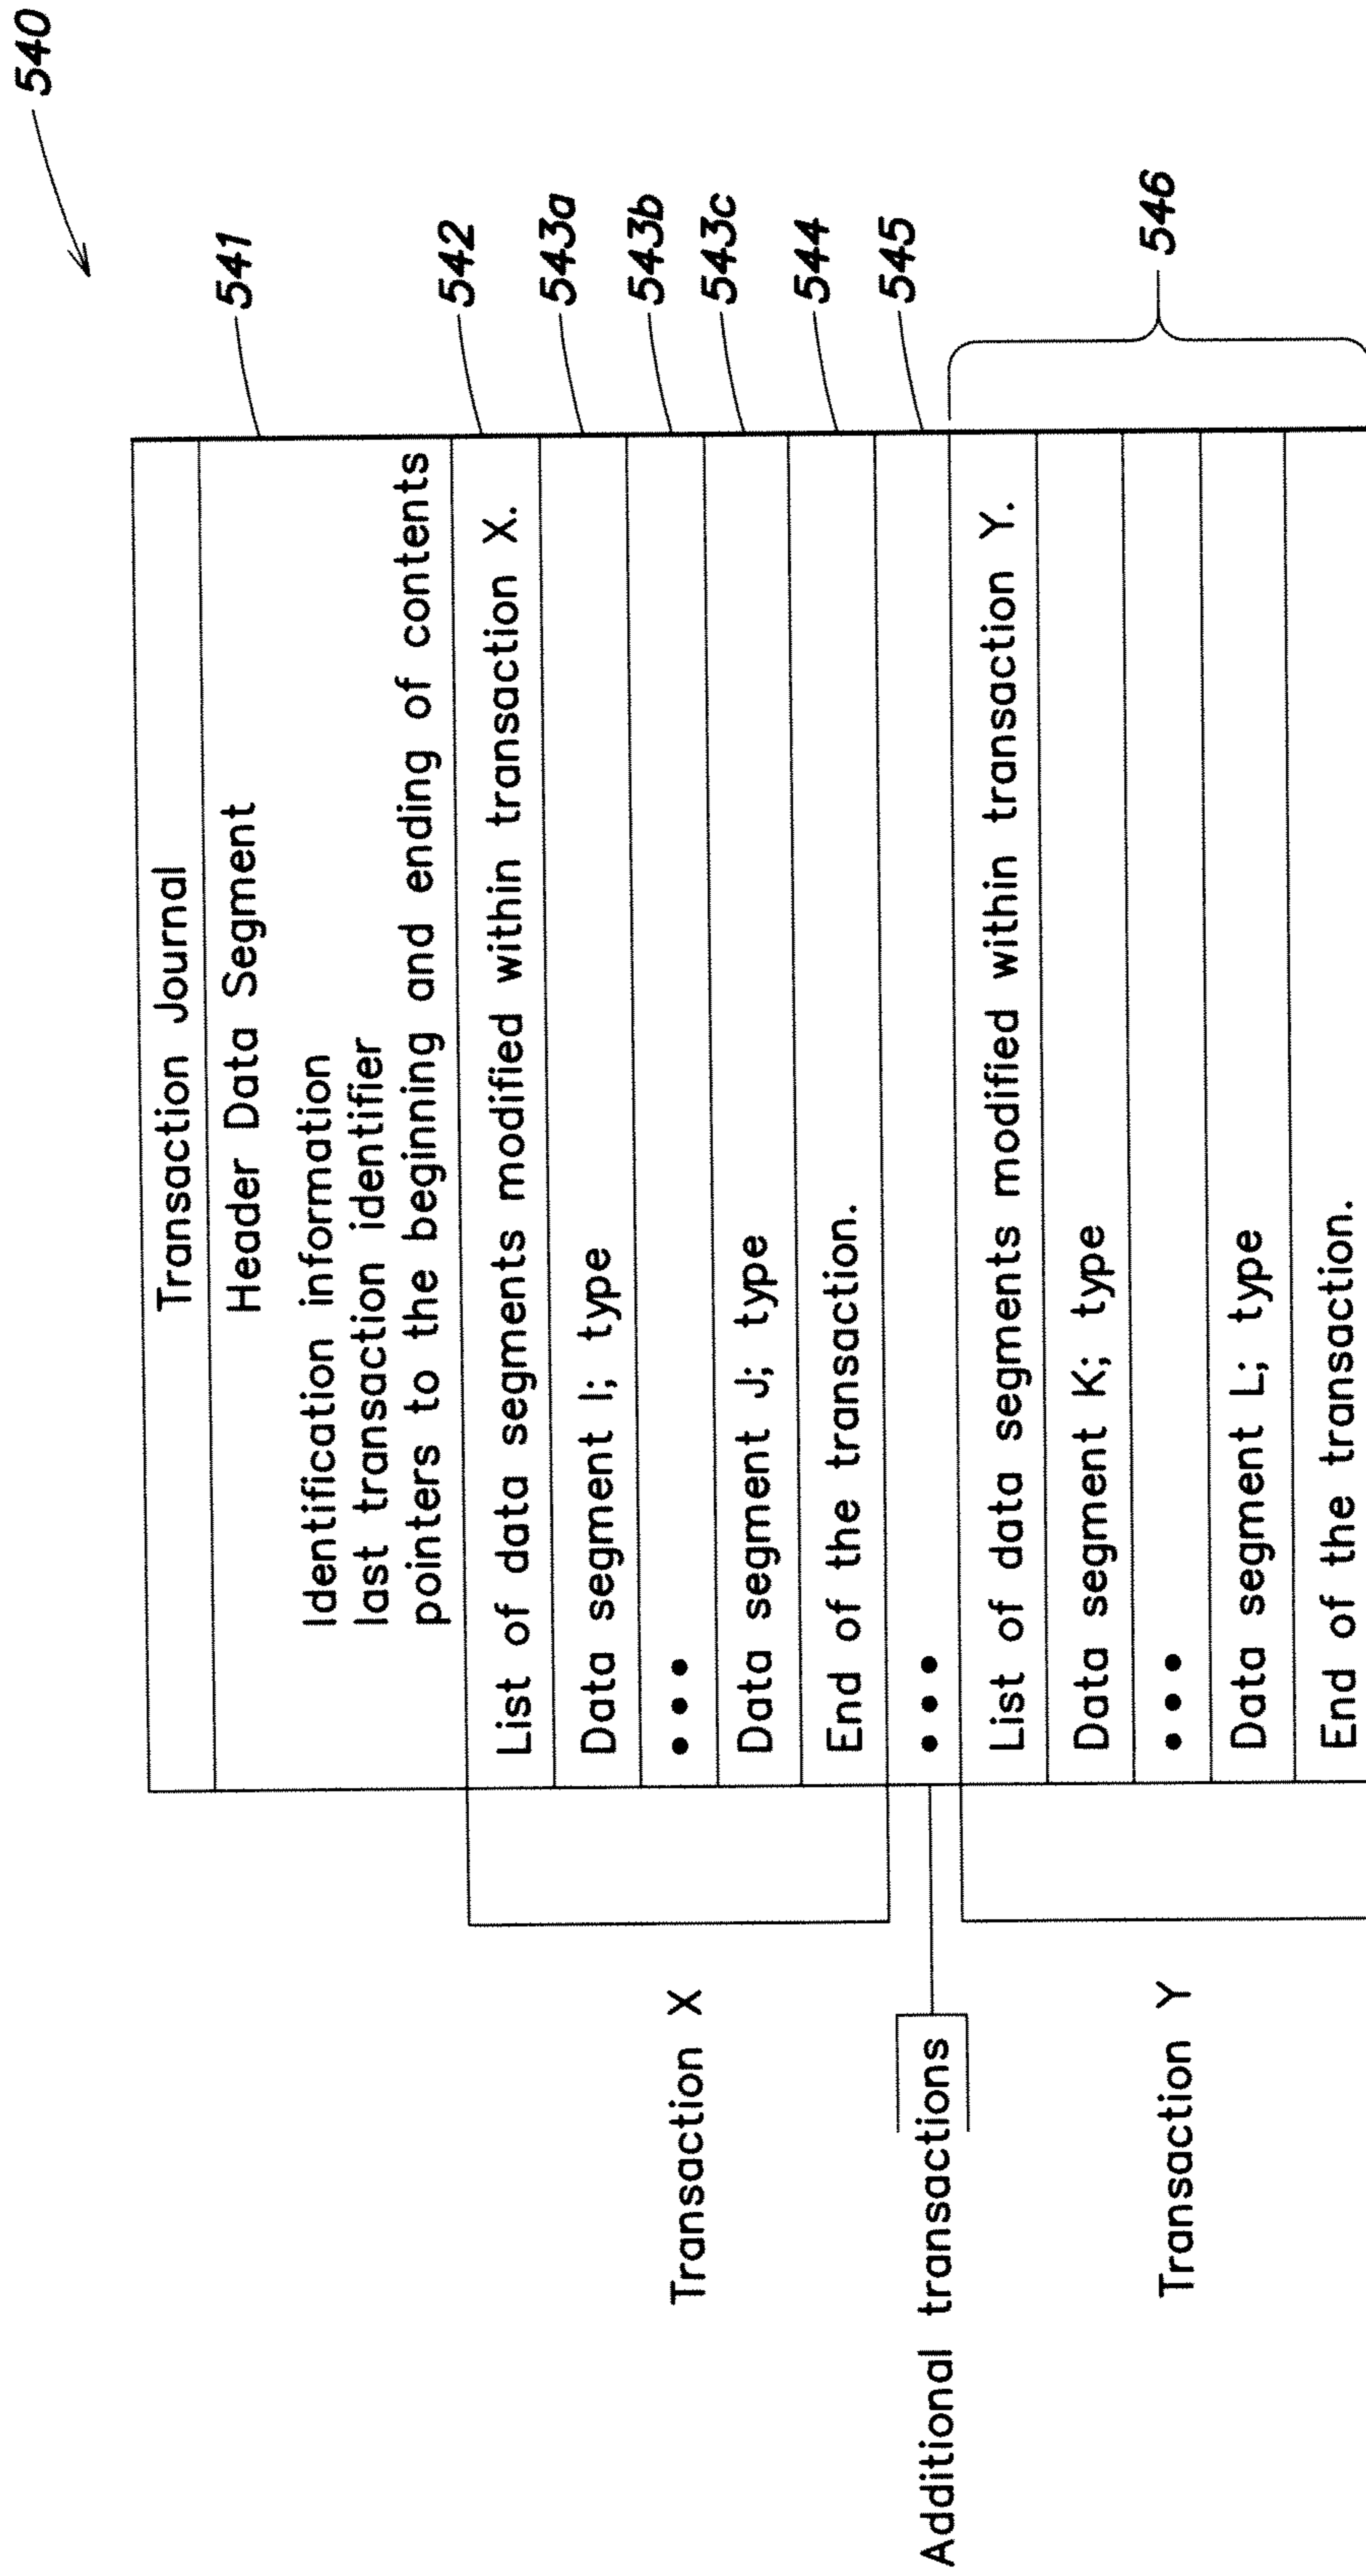 540
Transaction Journal
Header Data Segment
541
Identification information
last transaction identifier
pointers to the beginning and ending of contents
List of data segments modified within transaction X.
542
Data segment I; type
543a
•••
543b
Transaction X
Data segment J; type
543c
End of the transaction.
544
Additional transactions
•••
545
List of data segments modified within transaction Y.
Data segment K; type
Transaction Y
•••
546
Data segment L; type
End of the transaction.